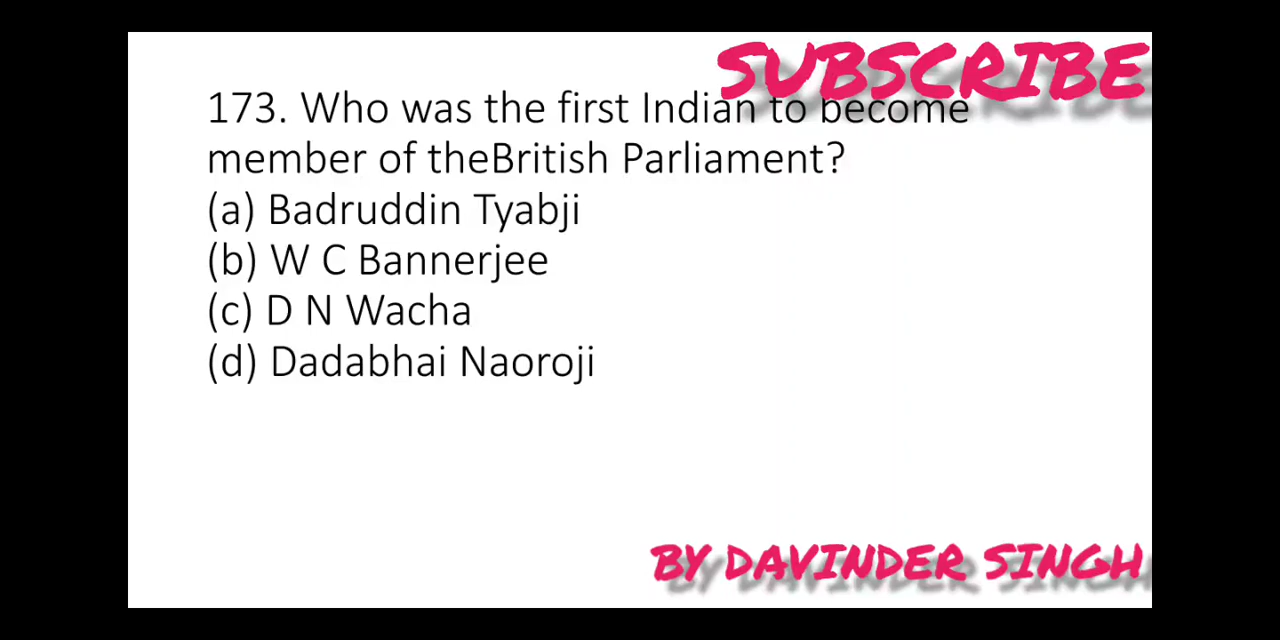 SUBSCRIBE
173. Who was the first Indian to become
member of theBritish Parliament?
(a) Badruddin Tyabji
(b) W C Bannerjee
(c) D N Wacha
(d) Dadabhai Naoroji
BY DAVINDER SINGH